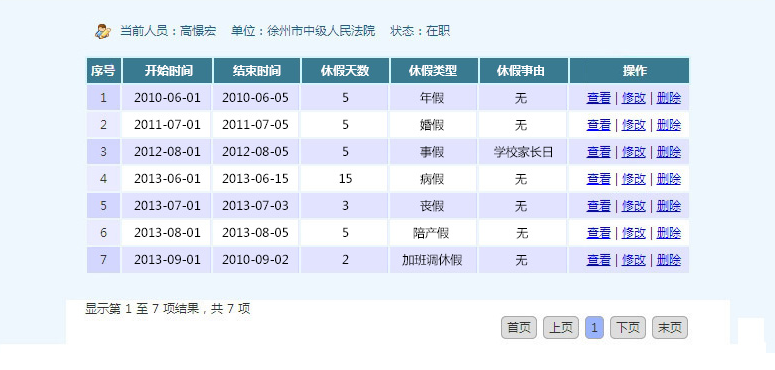 当前人员：高憬宏 单位：徐州市中级人民法院 状态：在职
序号 开始时间 结束时间 休假天数 休假类型 休假事由 操作
1 2010-06-01 2010-06-05 5 年假 无 查看 | 修改 | 删除
2 2011-07-01 2011-07-05 5 婚假 无 查看 | 修改 | 删除
3 2012-08-01 2012-08-05 5 事假 学校家长日 查看 | 修改 | 删除
4 2013-06-01 2013-06-15 15 病假 无 查看 | 修改 | 删除
5 2013-07-01 2013-07-03 3 丧假 无 查看 | 修改 | 删除
6 2013-08-01 2013-08-05 5 陪产假 无 查看 | 修改 | 删除
7 2013-09-01 2010-09-02 2 加班调休假 无 查看 | 修改 | 删除
显示第 1 至 7 项结果，共 7 项
首页 上页 1 下页 末页